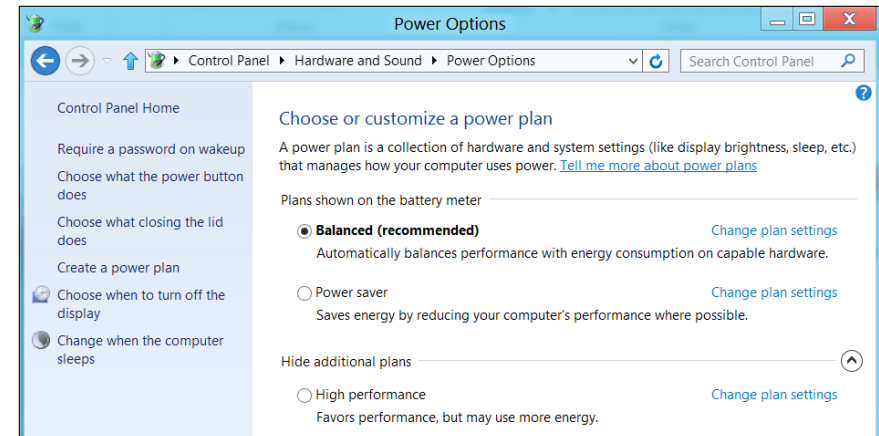 Power Options
Control Panel Hardware and Sound Power Options
Search Control Panel
Control Panel Home
Require a password on wakeup
Choose what the power button
does
Choose what closing the lid
does
Create a power plan
Choose when to turn off the
display
Change when the computer
sleeps
Choose or customize a power plan
A power plan is a collection of hardware and system settings (like display brightness, sleep, etc.)
that manages how your computer uses power. Tell me more about power plans
Plans shown on the battery meter
Balanced (recommended) Change plan settings
Automatically balances performance with energy consumption on capable hardware.
Power saver Change plan settings
Saves energy by reducing your computer's performance where possible.
Hide additional plans
High performance Change plan settings
Favors performance, but may use more energy.